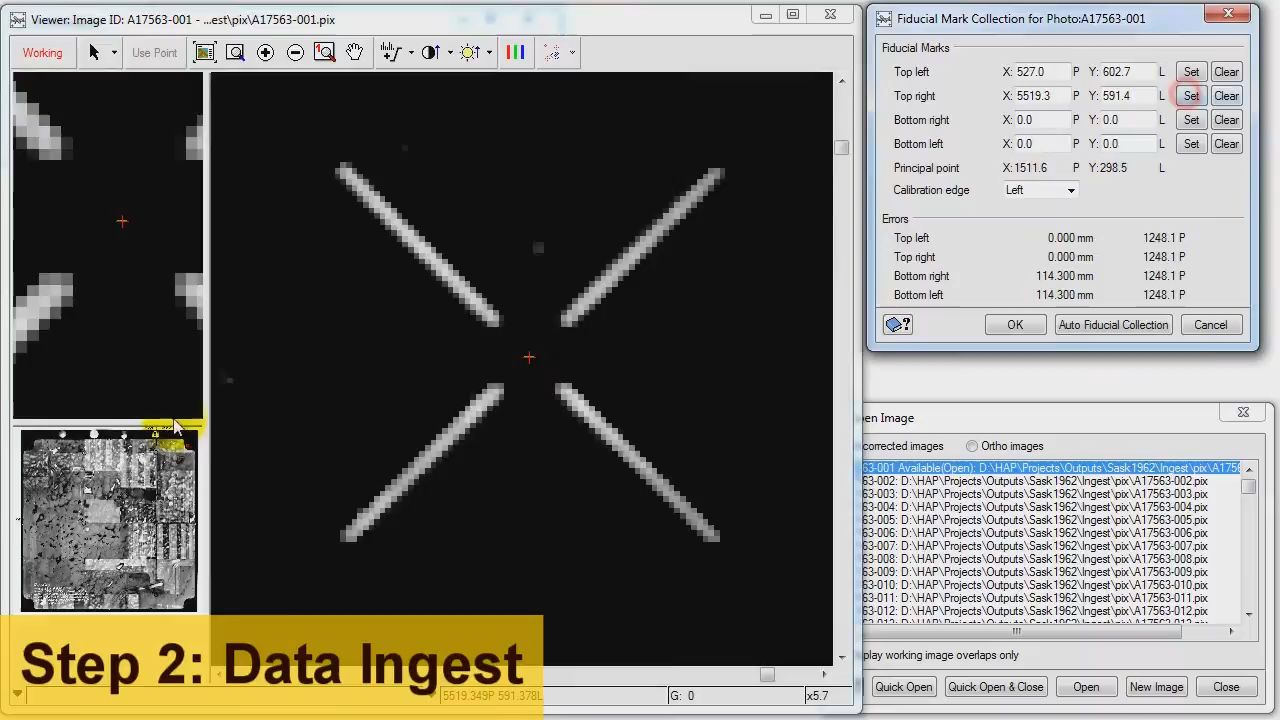 Viewer: Image ID: A17563-001 - ...est\pix\A17563-001.pix
Working
Use Point
Fiducial Mark Collection for Photo:A17563-001
Fiducial Marks
Top left X: 527.0 P Y: 602.7 L Set Clear
Top right X: 5519.3 P Y: 591.4 L Set Clear
Bottom right X: 0.0 P Y: 0.0 L Set Clear
Bottom left X: 0.0 P Y: 0.0 L Set Clear
Principal point X: 1511.6 P Y: 298.5 L
Calibration edge Left
Errors
Top left 0.000 mm 1248.1 P
Top right 0.000 mm 1248.1 P
Bottom right 114.300 mm 1248.1 P
Bottom left 114.300 mm 1248.1 P
OK Auto Fiducial Collection Cancel
pen Image
corrected images Ortho images
63-001 Available(Open): D:\HAP\Projects\Outputs\Sask1962\Ingest\pix\A1756
63-002: D:\HAP\Projects\Outputs\Sask1962\Ingest\pix\A17563-002.pix
63-003: D:\HAP\Projects\Outputs\Sask1962\Ingest\pix\A17563-003.pix
63-004: D:\HAP\Projects\Outputs\Sask1962\Ingest\pix\A17563-004.pix
63-005: D:\HAP\Projects\Outputs\Sask1962\Ingest\pix\A17563-005.pix
63-006: D:\HAP\Projects\Outputs\Sask1962\Ingest\pix\A17563-006.pix
63-007: D:\HAP\Projects\Outputs\Sask1962\Ingest\pix\A17563-007.pix
63-008: D:\HAP\Projects\Outputs\Sask1962\Ingest\pix\A17563-008.pix
63-009: D:\HAP\Projects\Outputs\Sask1962\Ingest\pix\A17563-009.pix
63-010: D:\HAP\Projects\Outputs\Sask1962\Ingest\pix\A17563-010.pix
63-011: D:\HAP\Projects\Outputs\Sask1962\Ingest\pix\A17563-011.pix
63-012: D:\HAP\Projects\Outputs\Sask1962\Ingest\pix\A17563-012.pix
play working image overlaps only
Quick Open Quick Open & Close Open New Image Close
Step 2: Data Ingest
5519.349P 591.378L G: 0 x5.7